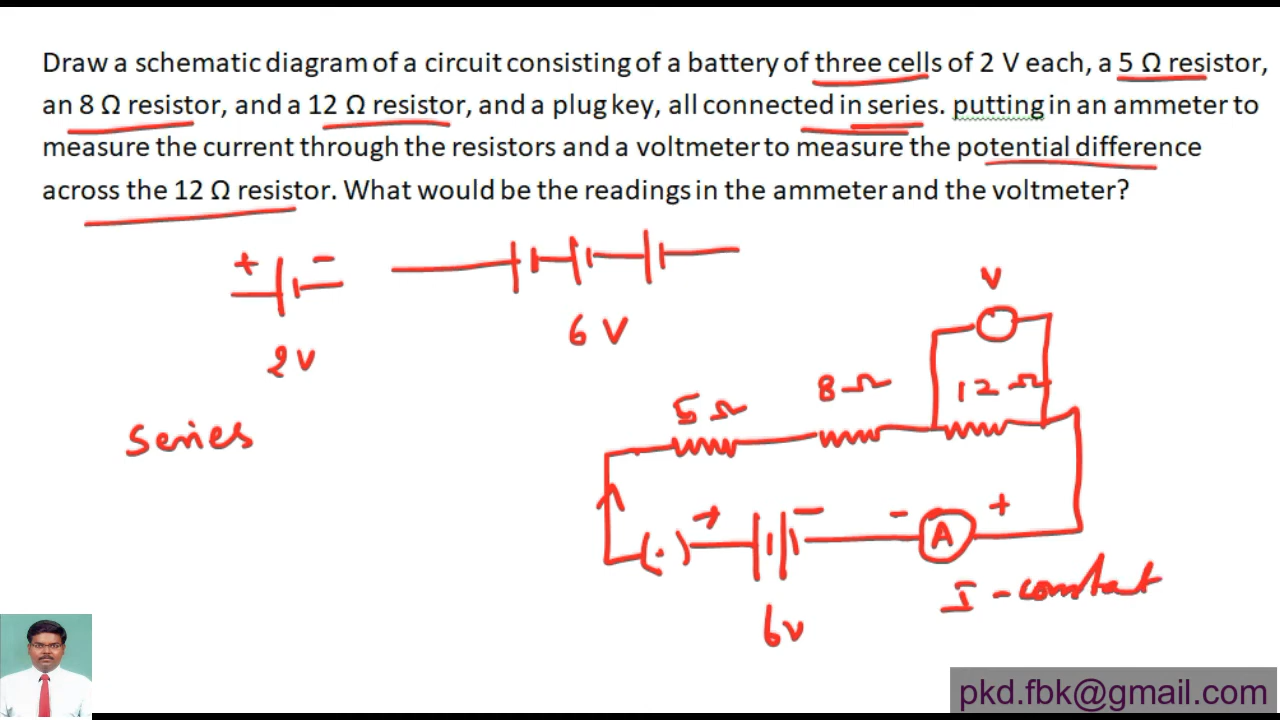 Draw a schematic diagram of a circuit consisting of a battery of three cells of 2 V each, a 5 Ω resistor,
an 8 Ω resistor, and a 12 Ω resistor, and a plug key, all connected in series. putting in an ammeter to
measure the current through the resistors and a voltmeter to measure the potential difference
across the 12 Ω resistor. What would be the readings in the ammeter and the voltmeter?
+ -
2V
6 V
V
series
5 Ω
8 Ω
12 Ω
(.)
+ -
- A +
6v
I - constat
pkd.fbk@gmail.com